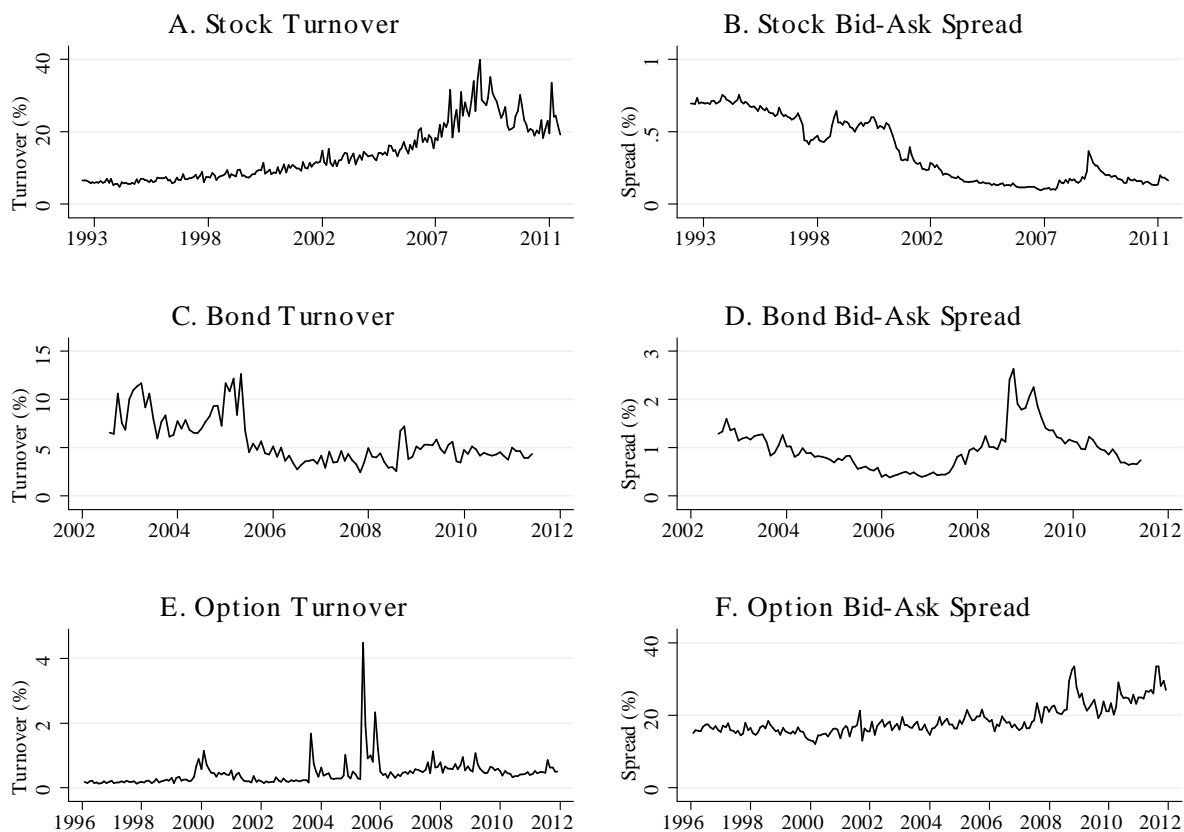 A. Stock Turnover
Turnover (%)
0 20 40
1993 1998 2002 2007 2011
B. Stock Bid-Ask Spread
Spread (%)
0 .5 1
1993 1998 2002 2007 2011
C. Bond Turnover
Turnover (%)
0 5 10 15
2002 2004 2006 2008 2010 2012
D. Bond Bid-Ask Spread
Spread (%)
0 1 2 3
2002 2004 2006 2008 2010 2012
E. Option Turnover
Turnover (%)
0 2 4
1996 1998 2000 2002 2004 2006 2008 2010 2012
F. Option Bid-Ask Spread
Spread (%)
0 20 40
1996 1998 2000 2002 2004 2006 2008 2010 2012